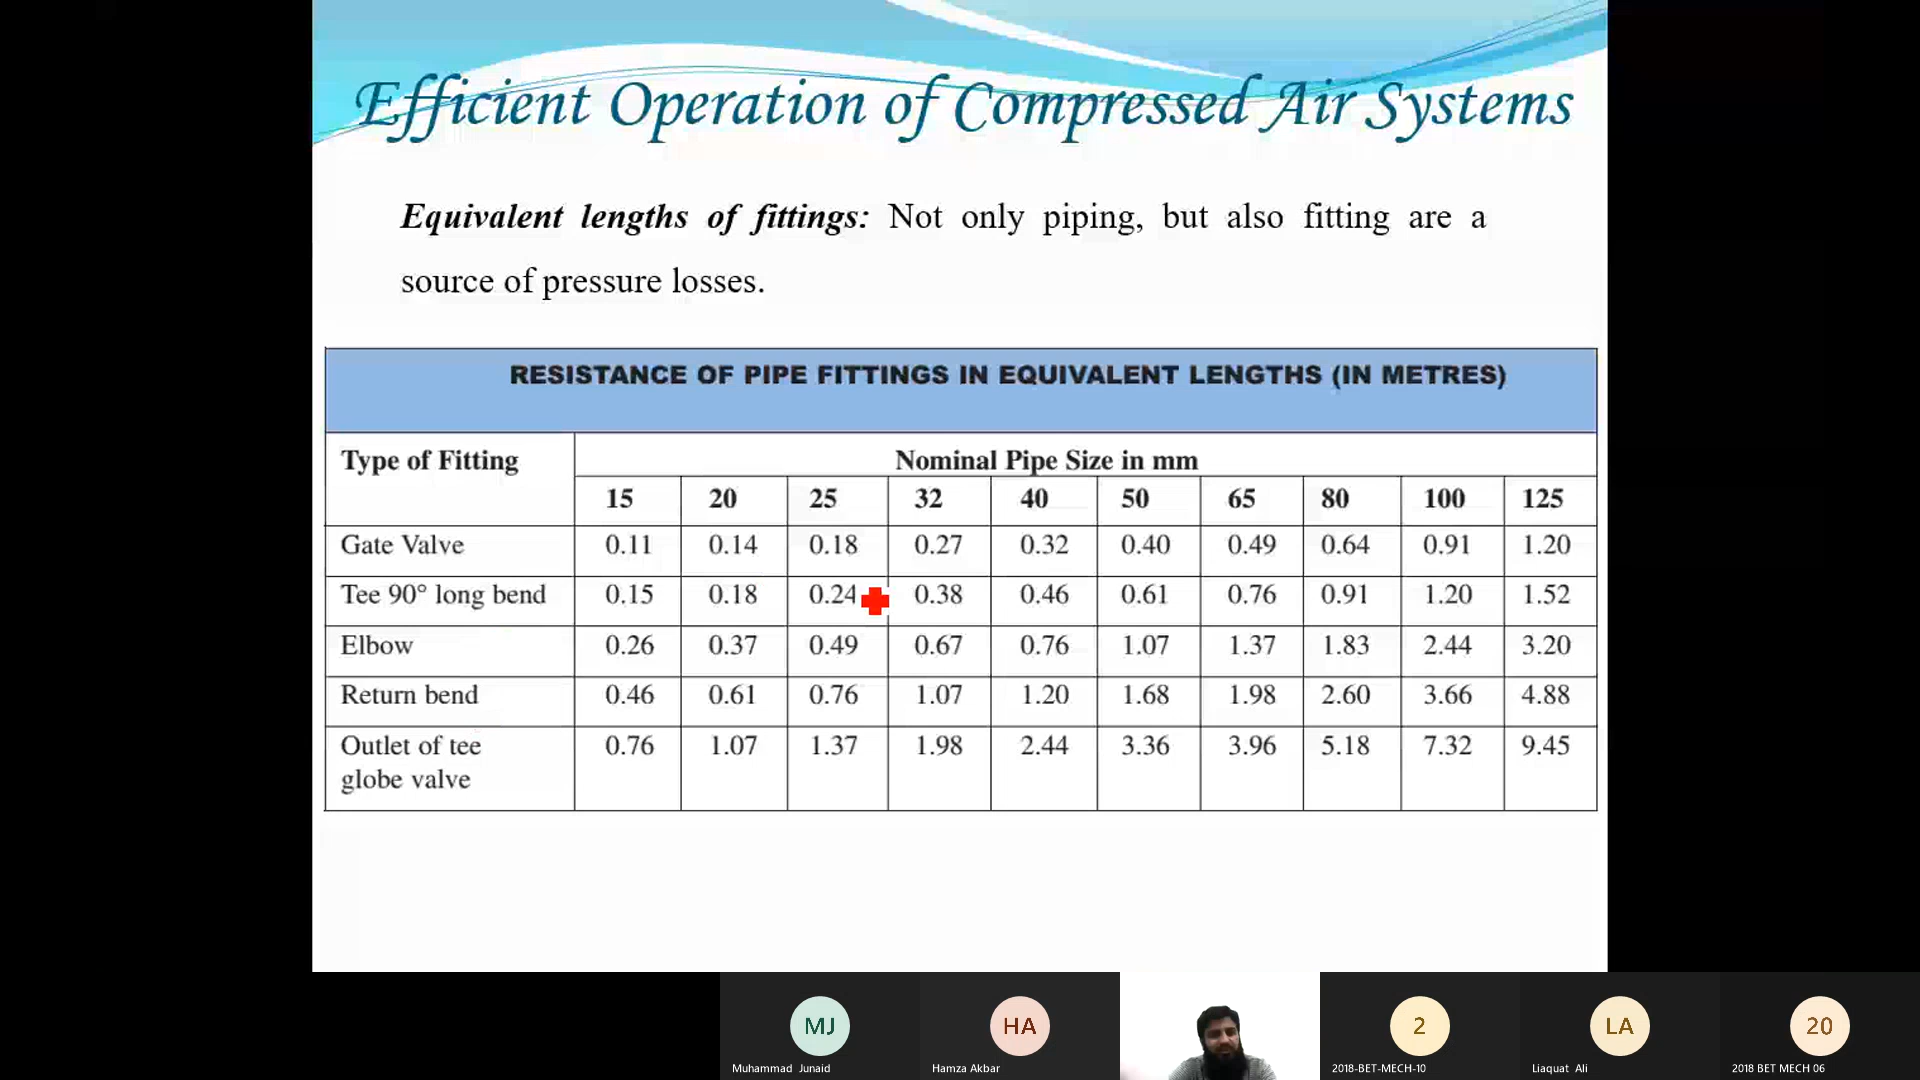 Efficient Operation of Compressed Air Systems
Equivalent lengths of fittings: Not only piping, but also fitting are a
source of pressure losses.
RESISTANCE OF PIPE FITTINGS IN EQUIVALENT LENGTHS (IN METRES)
Type of Fitting Nominal Pipe Size in mm
15 20 25 32 40 50 65 80 100 125
Gate Valve 0.11 0.14 0.18 0.27 0.32 0.40 0.49 0.64 0.91 1.20
Tee 90° long bend 0.15 0.18 0.24 0.38 0.46 0.61 0.76 0.91 1.20 1.52
Elbow 0.26 0.37 0.49 0.67 0.76 1.07 1.37 1.83 2.44 3.20
Return bend 0.46 0.61 0.76 1.07 1.20 1.68 1.98 2.60 3.66 4.88
Outlet of tee 0.76 1.07 1.37 1.98 2.44 3.36 3.96 5.18 7.32 9.45
globe valve
MJ HA 2 LA 20
Muhammad Junaid Hamza Akbar 2018-BET-MECH-10 Liaquat Ali 2018 BET MECH 06